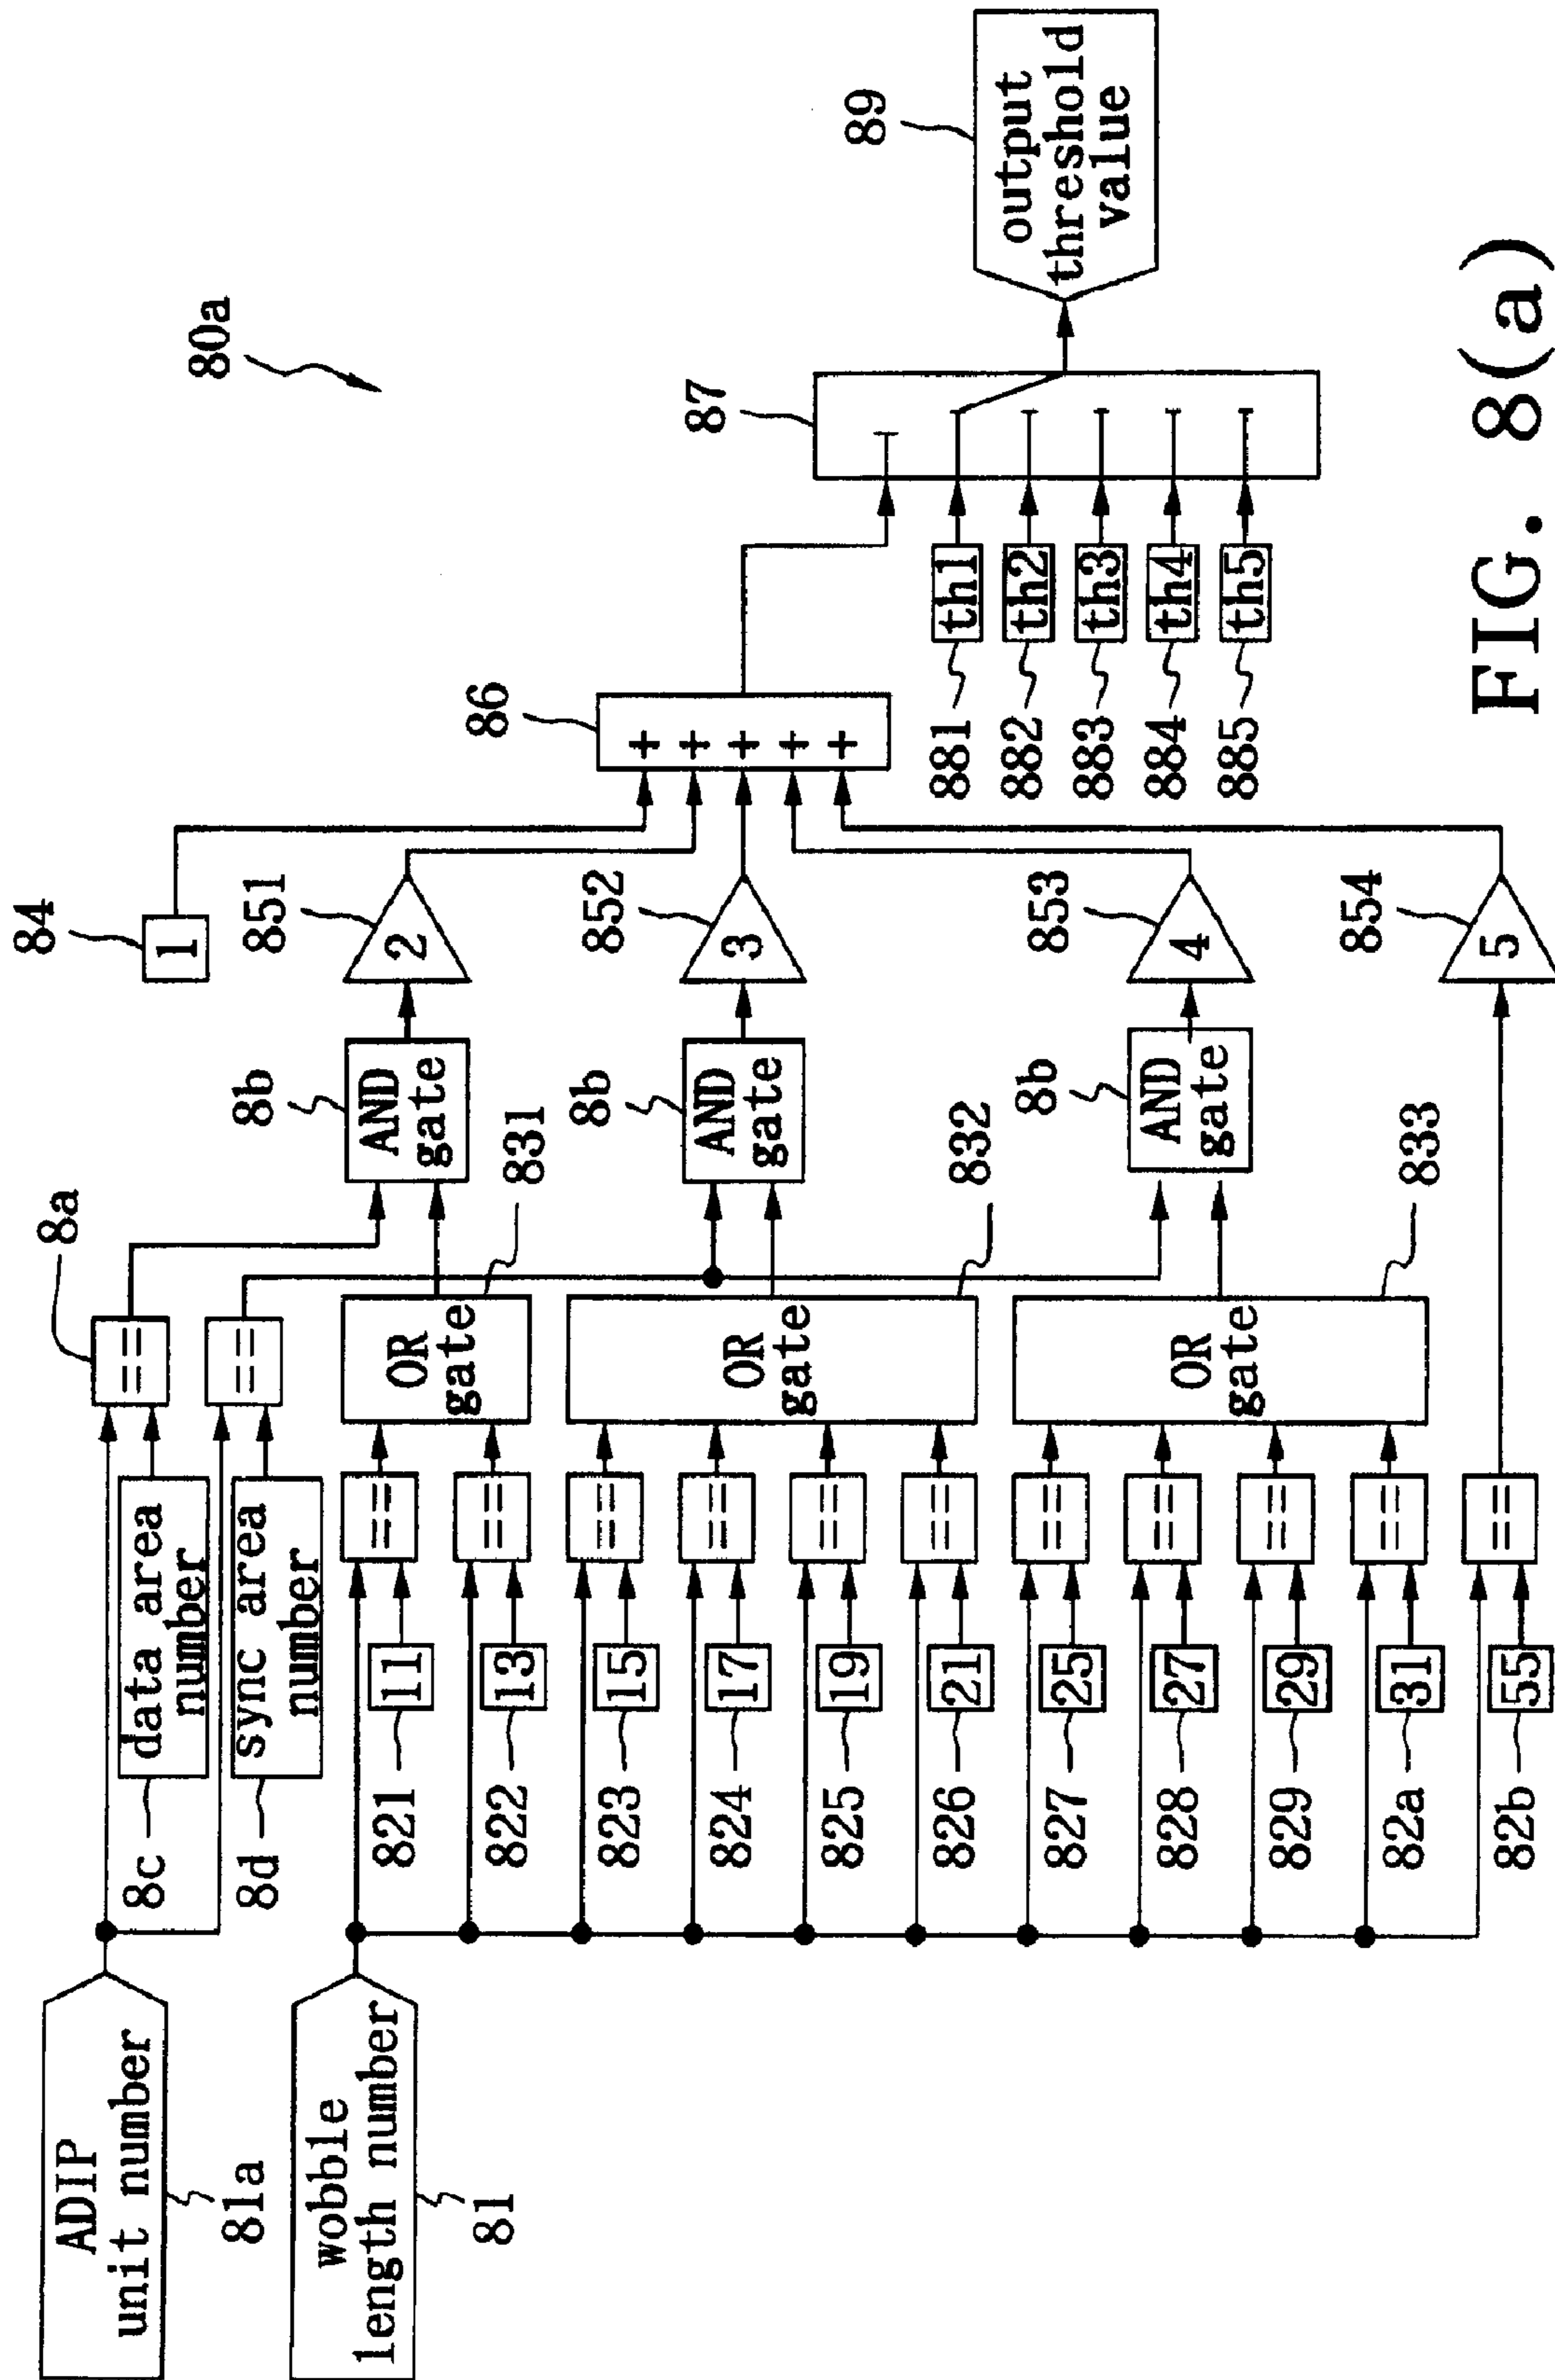 80a
ADIP
unit number
81a
wobble
length number
81
8c
data area
number
8d
sync area
number
8a
821
11
822
13
823
15
824
17
825
19
826
21
827
25
828
27
829
29
82a
31
82b
55
==
==
==
==
==
==
==
==
==
==
==
==
==
OR
gate
831
OR
gate
832
OR
gate
833
8b
AND
gate
8b
AND
gate
8b
AND
gate
84
1
851
2
852
3
853
4
854
5
86
+
+
+
+
+
87
881
th1
882
th2
883
th3
884
th4
885
th5
89
output
threshold
value
FIG. 8(a)